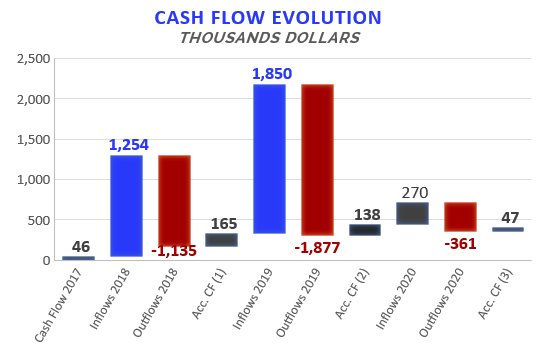 CASH FLOW EVOLUTION
THOUSANDS DOLLARS
2,500
2,000
1,500
1,000
500
0
46
1,254
-1,135
165
1,850
-1,877
138
270
-361
47
Cash Flow 2017
Inflows 2018
Outflows 2018
Acc. CF (1)
Inflows 2019
Outflows 2019
Acc. CF (2)
Inflows 2020
Outflows 2020
Acc. CF (3)